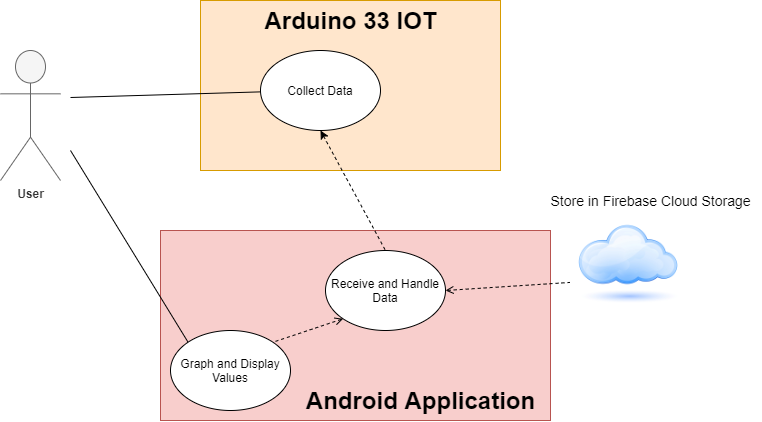 Arduino 33 IOT
Collect Data
User
Store in Firebase Cloud Storage
Receive and Handle
Data
Graph and Display
Values
Android Application